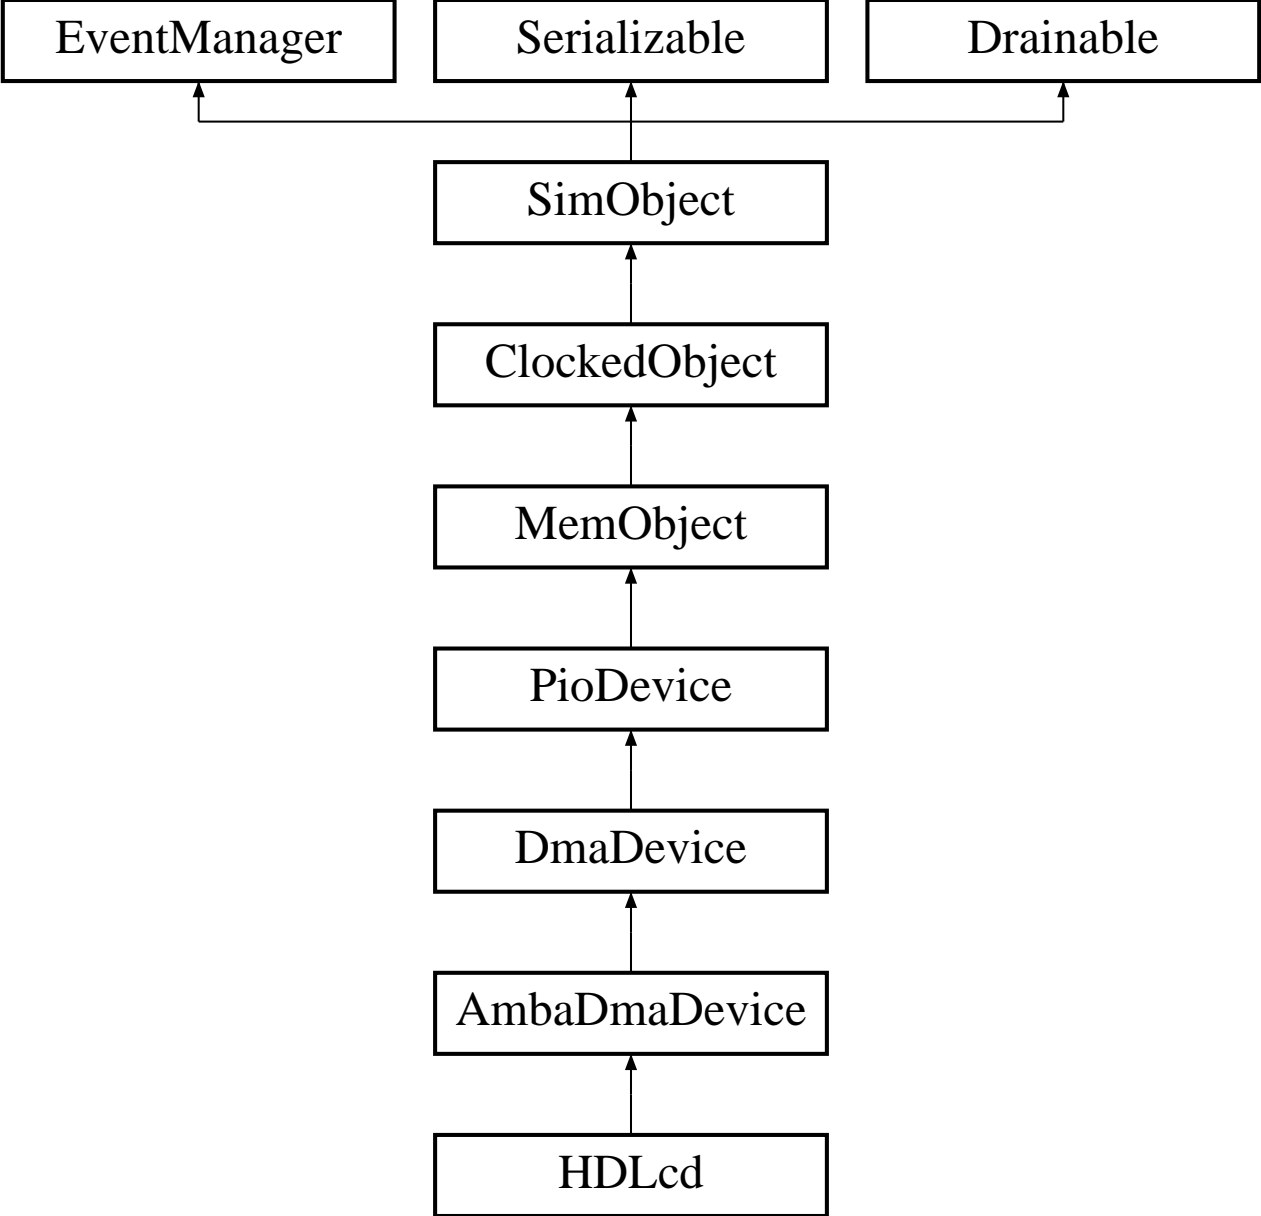 EventManager
Serializable
Drainable
SimObject
ClockedObject
MemObject
PioDevice
DmaDevice
AmbaDmaDevice
HDLcd